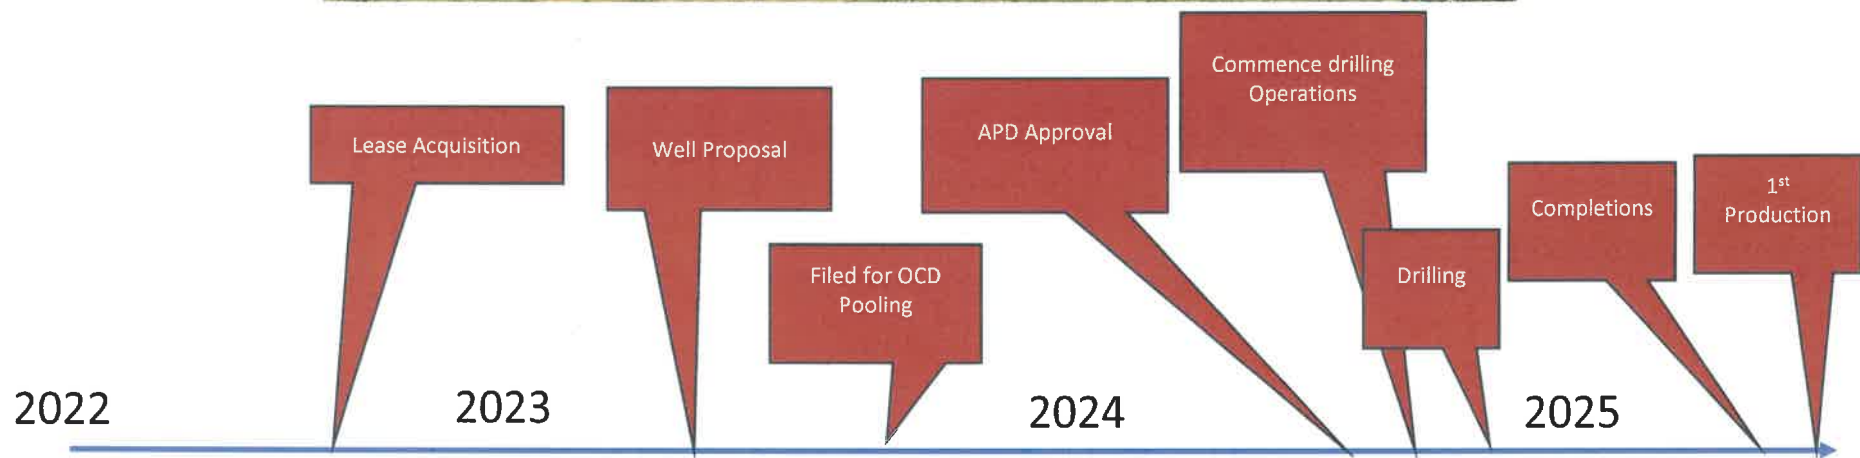 Lease Acquisition
Well Proposal
Filed for OCD
Pooling
APD Approval
Commence drilling
Operations
Drilling
Completions
1st
Production
2022
2023
2024
2025